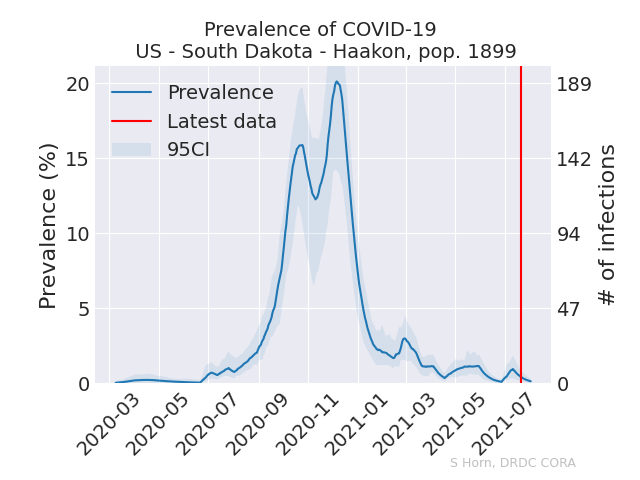 Prevalence of COVID-19
US - South Dakota - Haakon, pop. 1899
Prevalence
Latest data
95CI
Prevalence (%)
20
15
10
5
0
189
142
94
47
0
# of infections
2020-03
2020-05
2020-07
2020-09
2020-11
2021-01
2021-03
2021-05
2021-07
S Horn, DRDC CORA